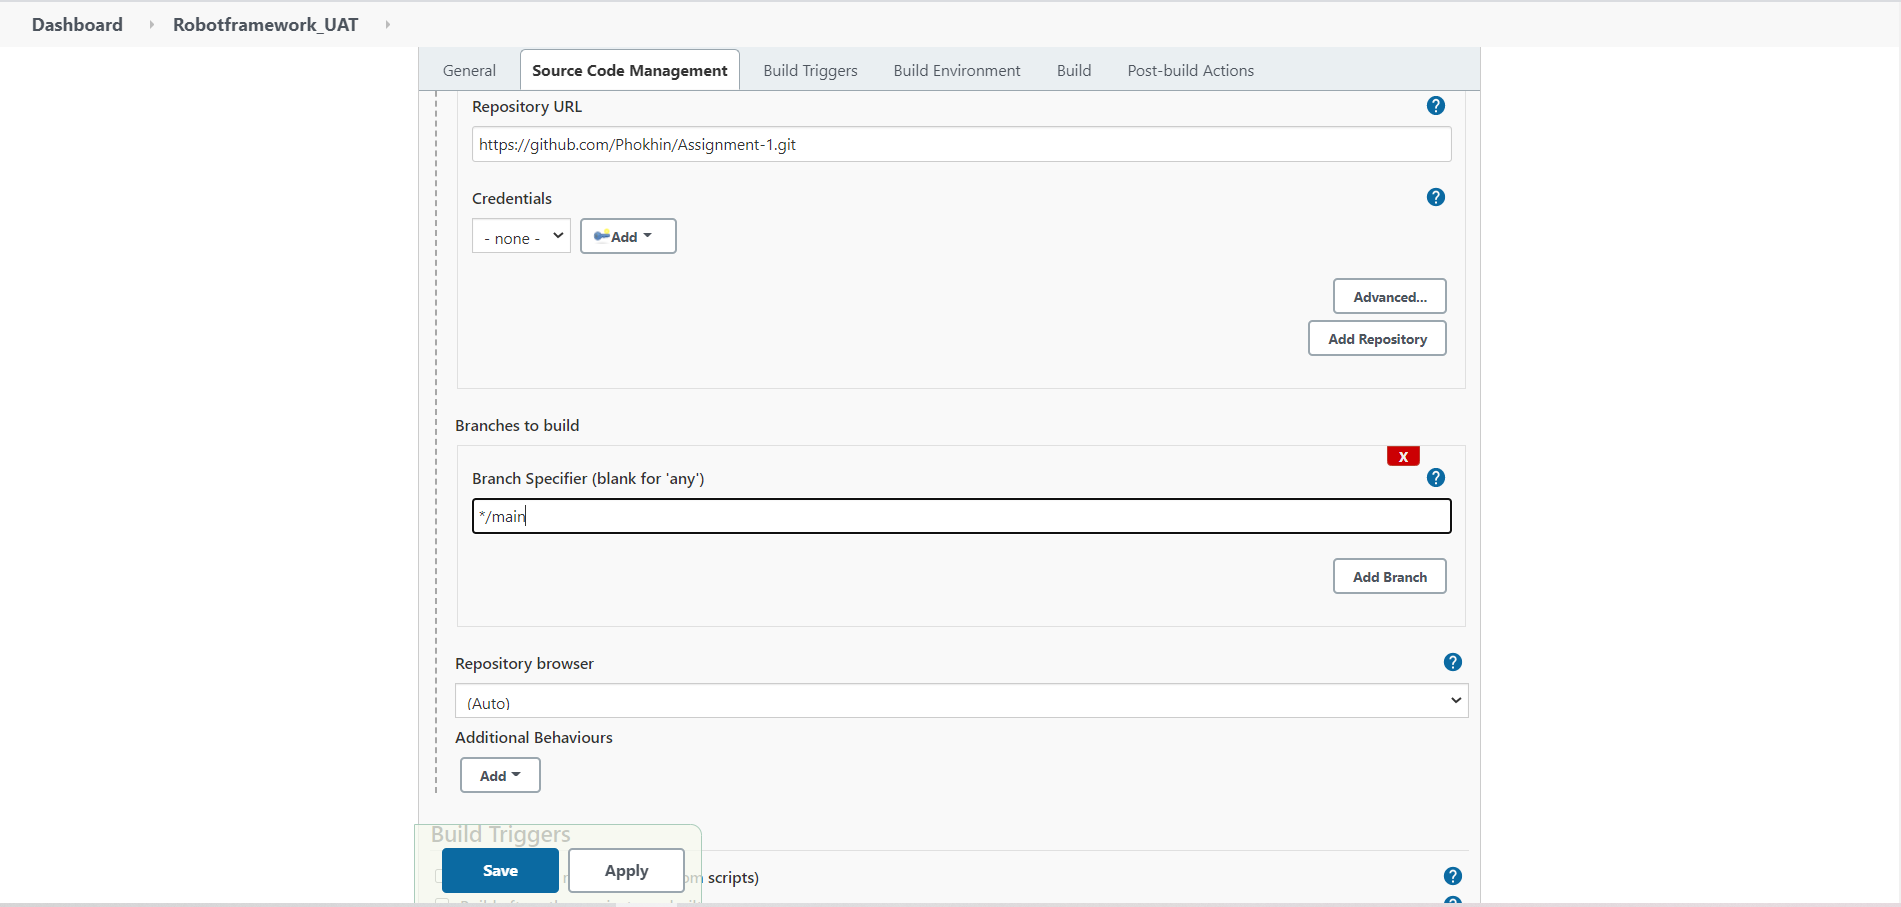 Dashboard Robotframework_UAT
General Source Code Management Build Triggers Build Environment Build Post-build Actions
Repository URL ?
https://github.com/Phokhin/Assignment-1.git
Credentials ?
- none - Add
Advanced...
Add Repository
Branches to build
X
Branch Specifier (blank for 'any') ?
*/main
Add Branch
Repository browser ?
(Auto)
Additional Behaviours
Add
Build Triggers
Save Apply scripts) ?